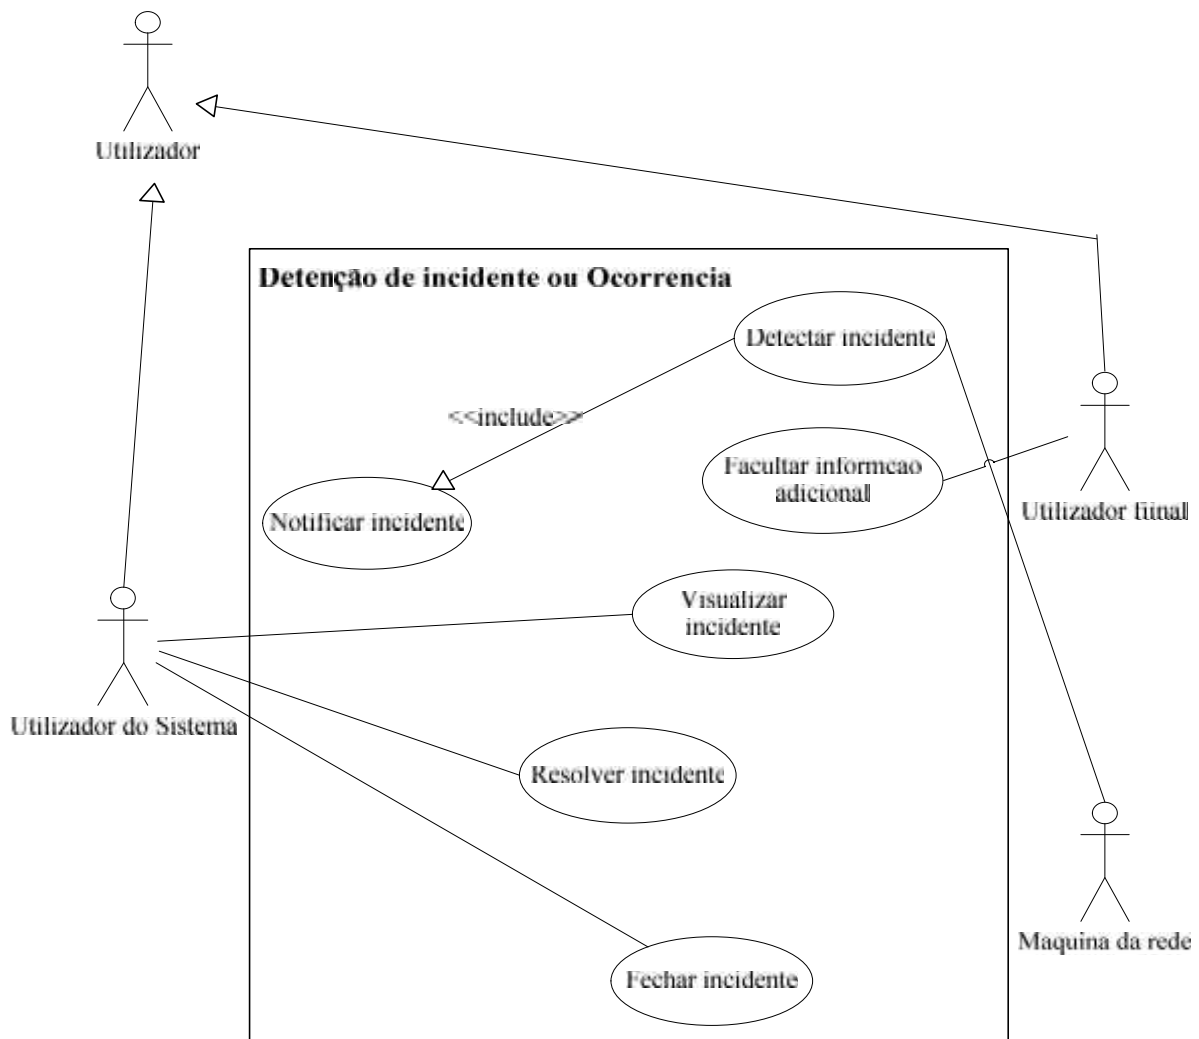 Utilizador
Detenção de incidente ou Ocorrencia
Detectar incidente
<<include>>
Facultar informcao
adicional
Utilizador fiinal
Notificar incidente
Visualizar
incidente
Utilizador do Sistema
Resolver incidente
Maquina da rede
Fechar incidente